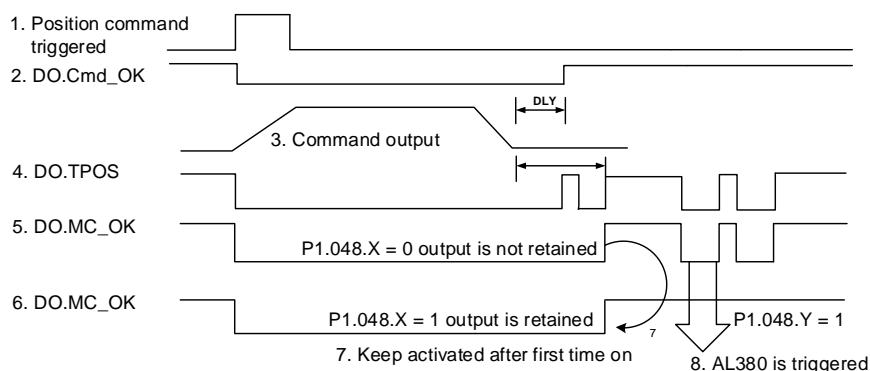 1. Position command
triggered
2. DO.Cmd_OK
DLY
3. Command output
4. DO.TPOS
5. DO.MC_OK
P1.048.X = 0 output is not retained
6. DO.MC_OK
P1.048.X = 1 output is retained
7
P1.048.Y = 1
7. Keep activated after first time on
8. AL380 is triggered